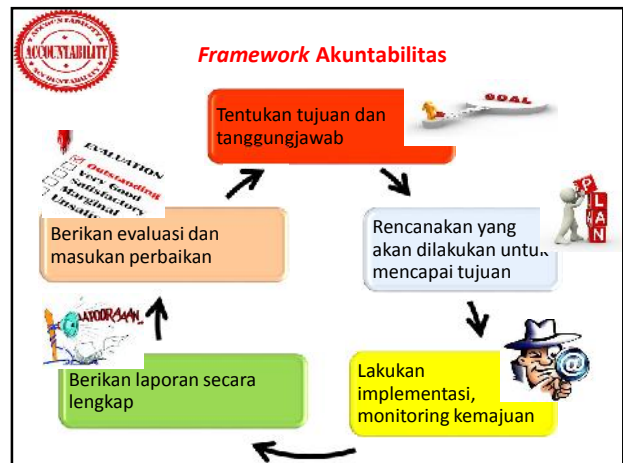 ACCOUNTABILITY
ACCOUNTABILITY
Framework Akuntabilitas
Tentukan tujuan dan
tanggungjawab
GOAL
EVALUATION
Outstanding
Very Good
Satisfactory
Marginal
Berikan evaluasi dan
masukan perbaikan
Rencanakan yang
akan dilakukan untuk
mencapai tujuan
PLAN
Berikan laporan secara
lengkap
Lakukan
implementasi,
monitoring kemajuan
@